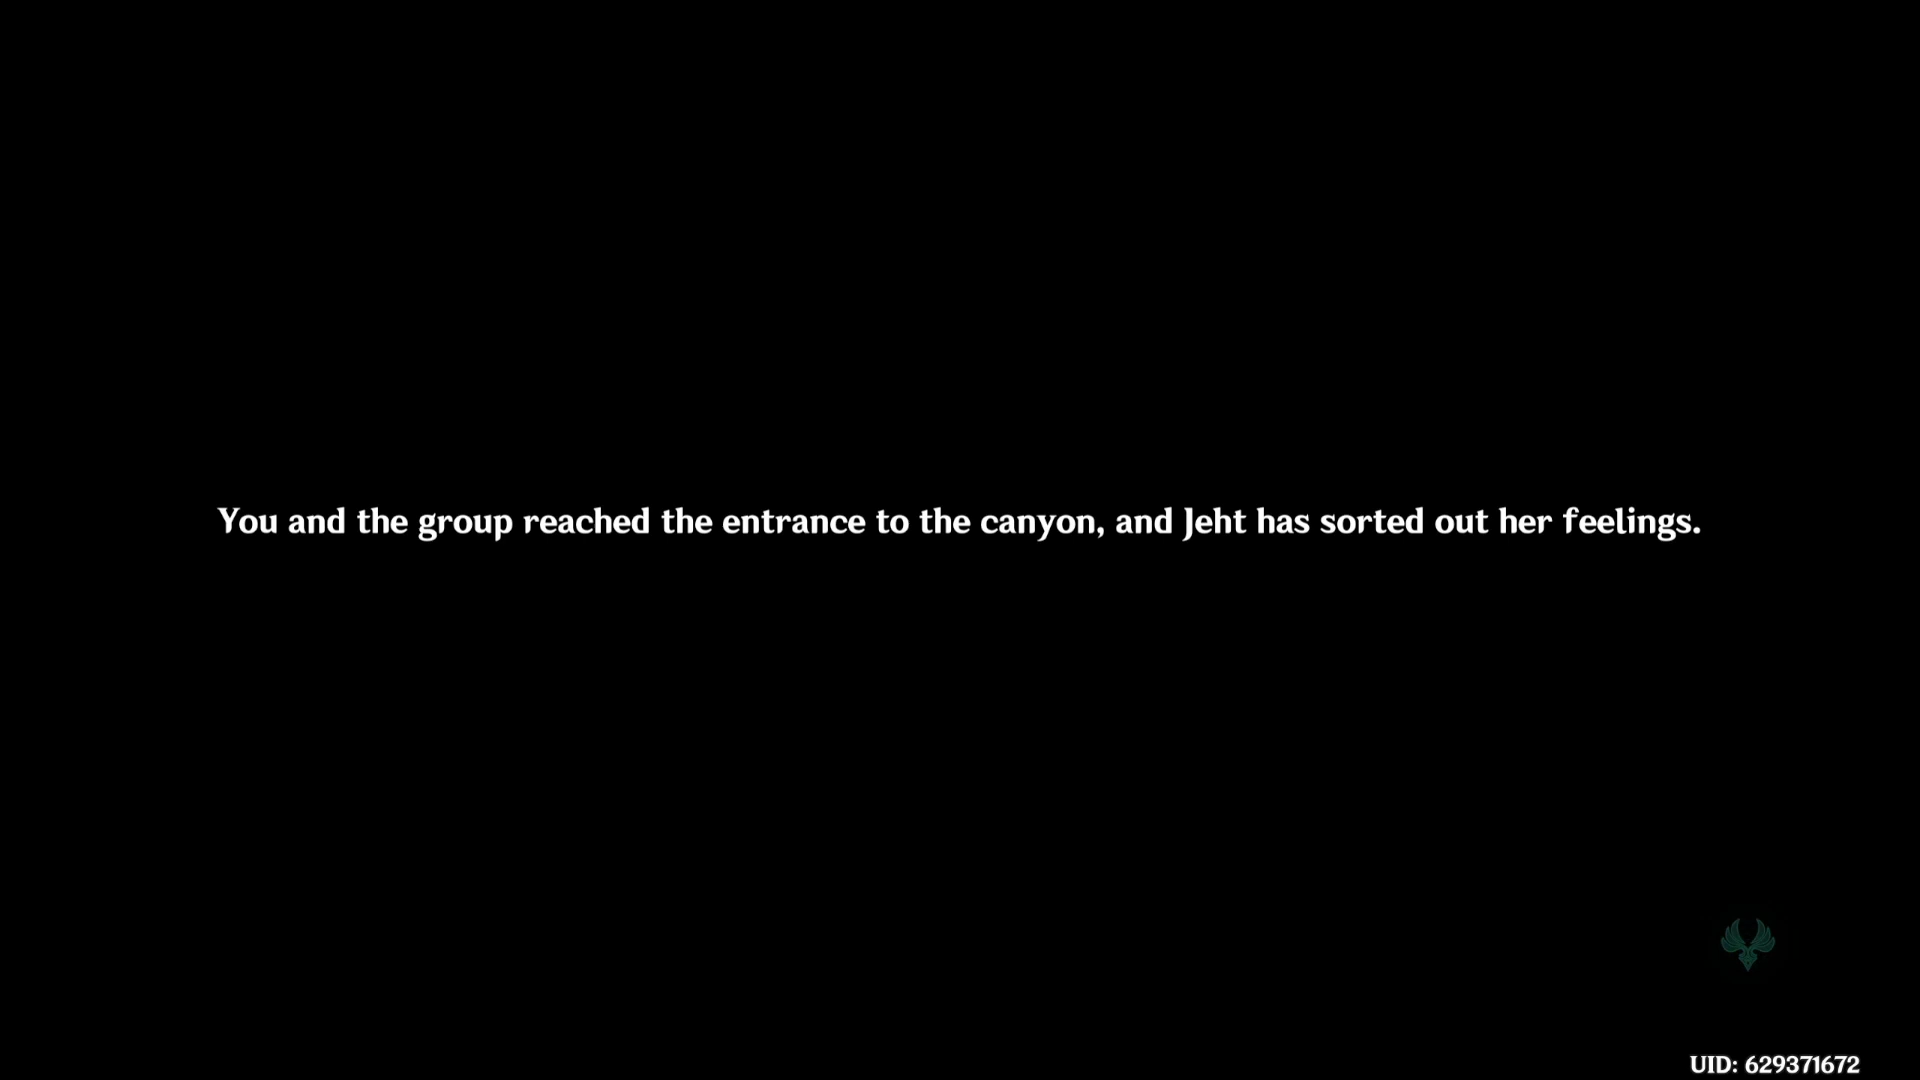 You and the group reached the entrance to the canyon, and Jeht has sorted out her feelings.
UID: 629371672